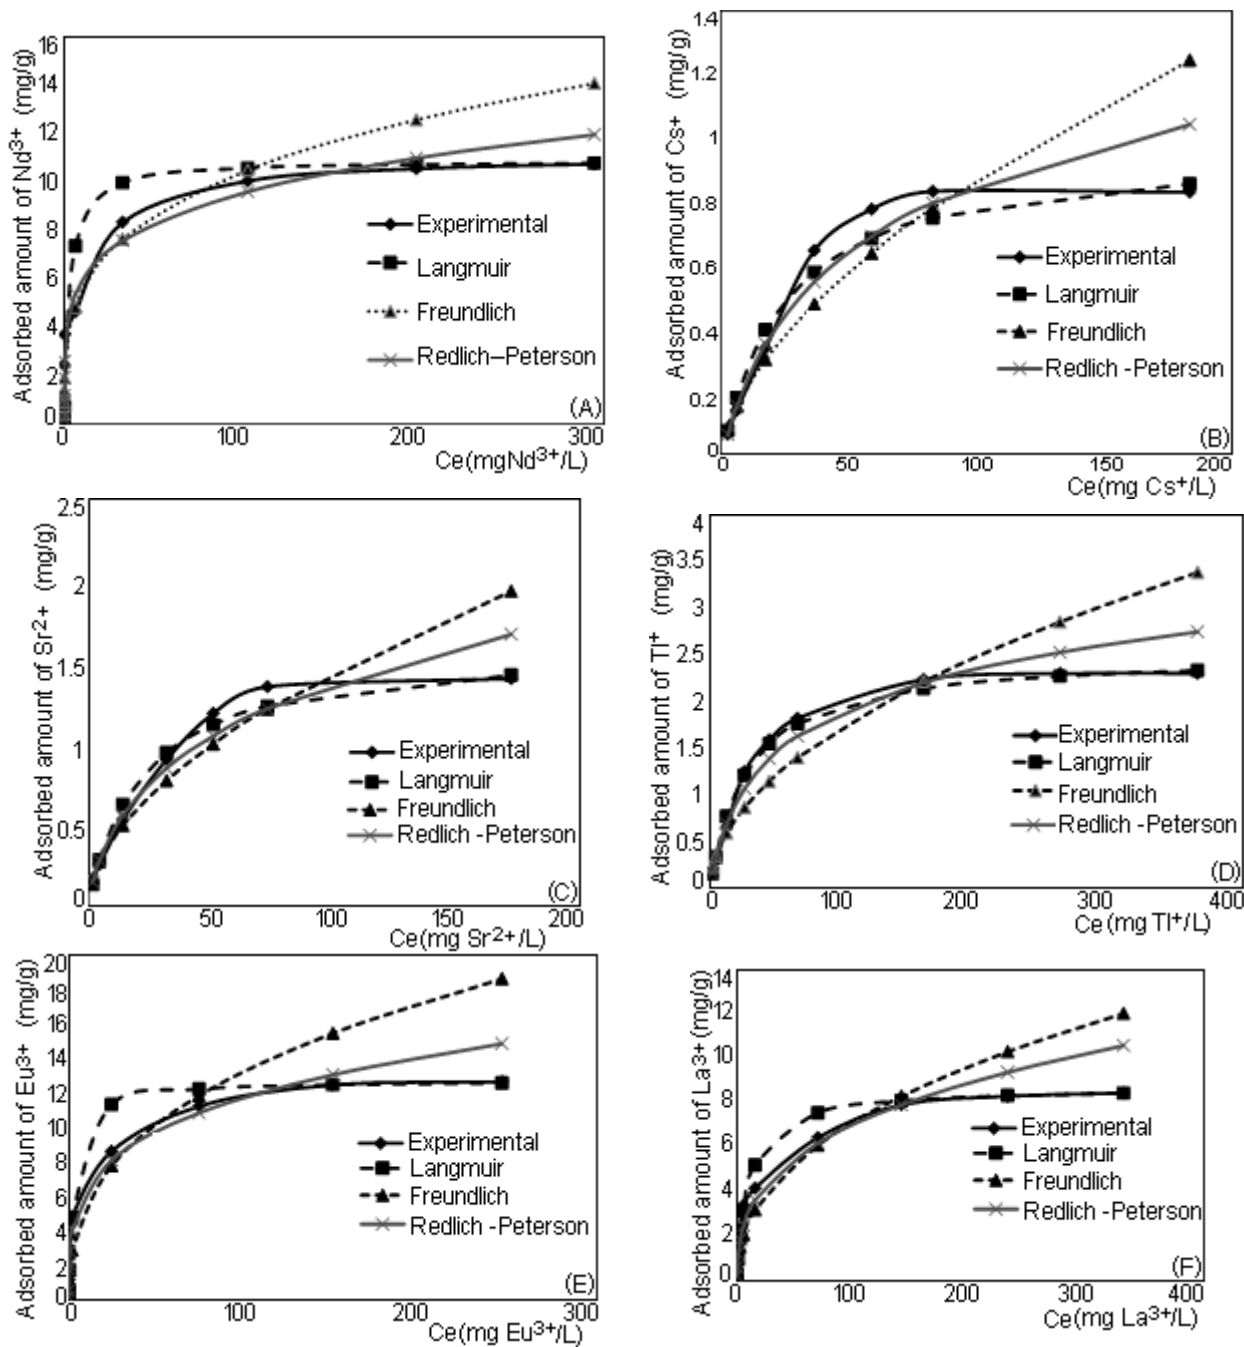 Adsorbed amount of Nd3+ (mg/g)
16
14
12
10
8
6
4
2
0
Experimental
Langmuir
Freundlich
Redlich–Peterson
(A)
0 100 200 300
Ce(mgNd3+/L)
Adsorbed amount of Cs+ (mg/g)
1.4
1.2
1
0.8
0.6
0.4
0.2
0
Experimental
Langmuir
Freundlich
Redlich -Peterson
(B)
0 50 100 150 200
Ce(mg Cs+/L)
Adsorbed amount of Sr2+ (mg/g)
2.5
2
1.5
1
0.5
0
Experimental
Langmuir
Freundlich
Redlich -Peterson
(C)
0 50 100 150 200
Ce(mg Sr2+/L)
Adsorbed amount of Tl+ (mg/g)
4
3.5
3
2.5
2
1.5
1
0.5
0
Experimental
Langmuir
Freundlich
Redlich -Peterson
(D)
0 100 200 300 400
Ce(mg Tl+/L)
Adsorbed amount of Eu3+ (mg/g)
20
18
16
14
12
10
8
6
4
2
0
Experimental
Langmuir
Freundlich
Redlich -Peterson
(E)
0 100 200 300
Ce(mg Eu3+/L)
Adsorbed amount of La3+(mg/g)
14
12
10
8
6
4
2
0
Experimental
Langmuir
Freundlich
Redlich -Peterson
(F)
0 100 200 300 400
Ce(mg La3+/L)